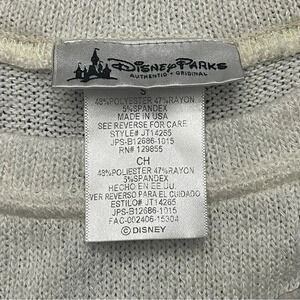 Disney Parks
AUTHENTIC • ORIGINAL
S
48%POLYESTER 47%RAYON
5%SPANDEX
MADE IN USA
SEE REVERSE FOR CARE
STYLE# JT14265
JPS-B12686-1015
RN# 129855
CH
48%POLIESTER 47%RAYON
5%SPANDEX
HECHO EN EE.UU.
VER REVERSO PARA EL CUIDADO
ESTILO# JT14265
JPS-B12686-1015
FAC-002406-15304
©DISNEY